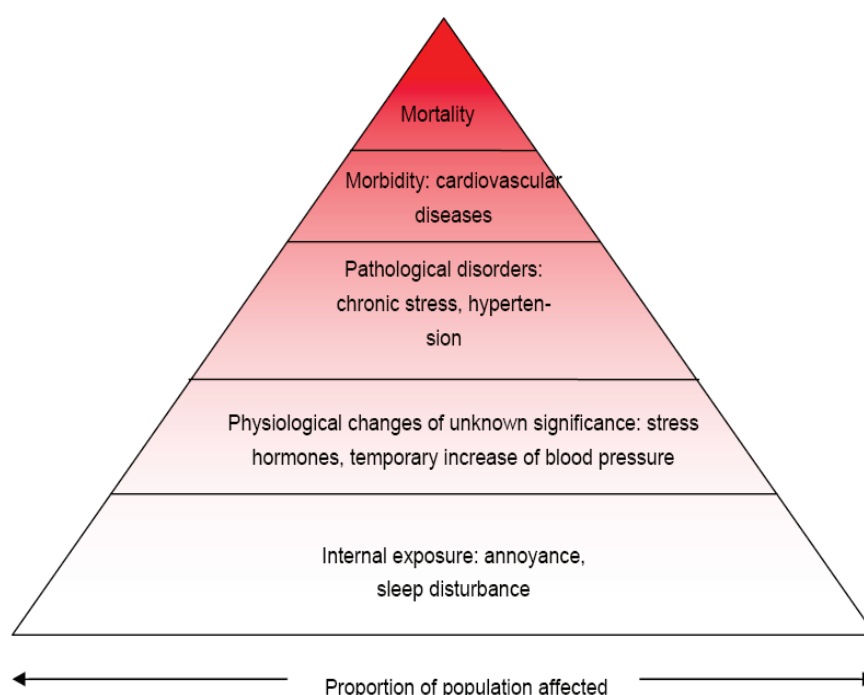 Mortality
Morbidity: cardiovascular
diseases
Pathological disorders:
chronic stress, hyperten-
sion
Physiological changes of unknown significance: stress
hormones, temporary increase of blood pressure
Internal exposure: annoyance,
sleep disturbance
Proportion of population affected